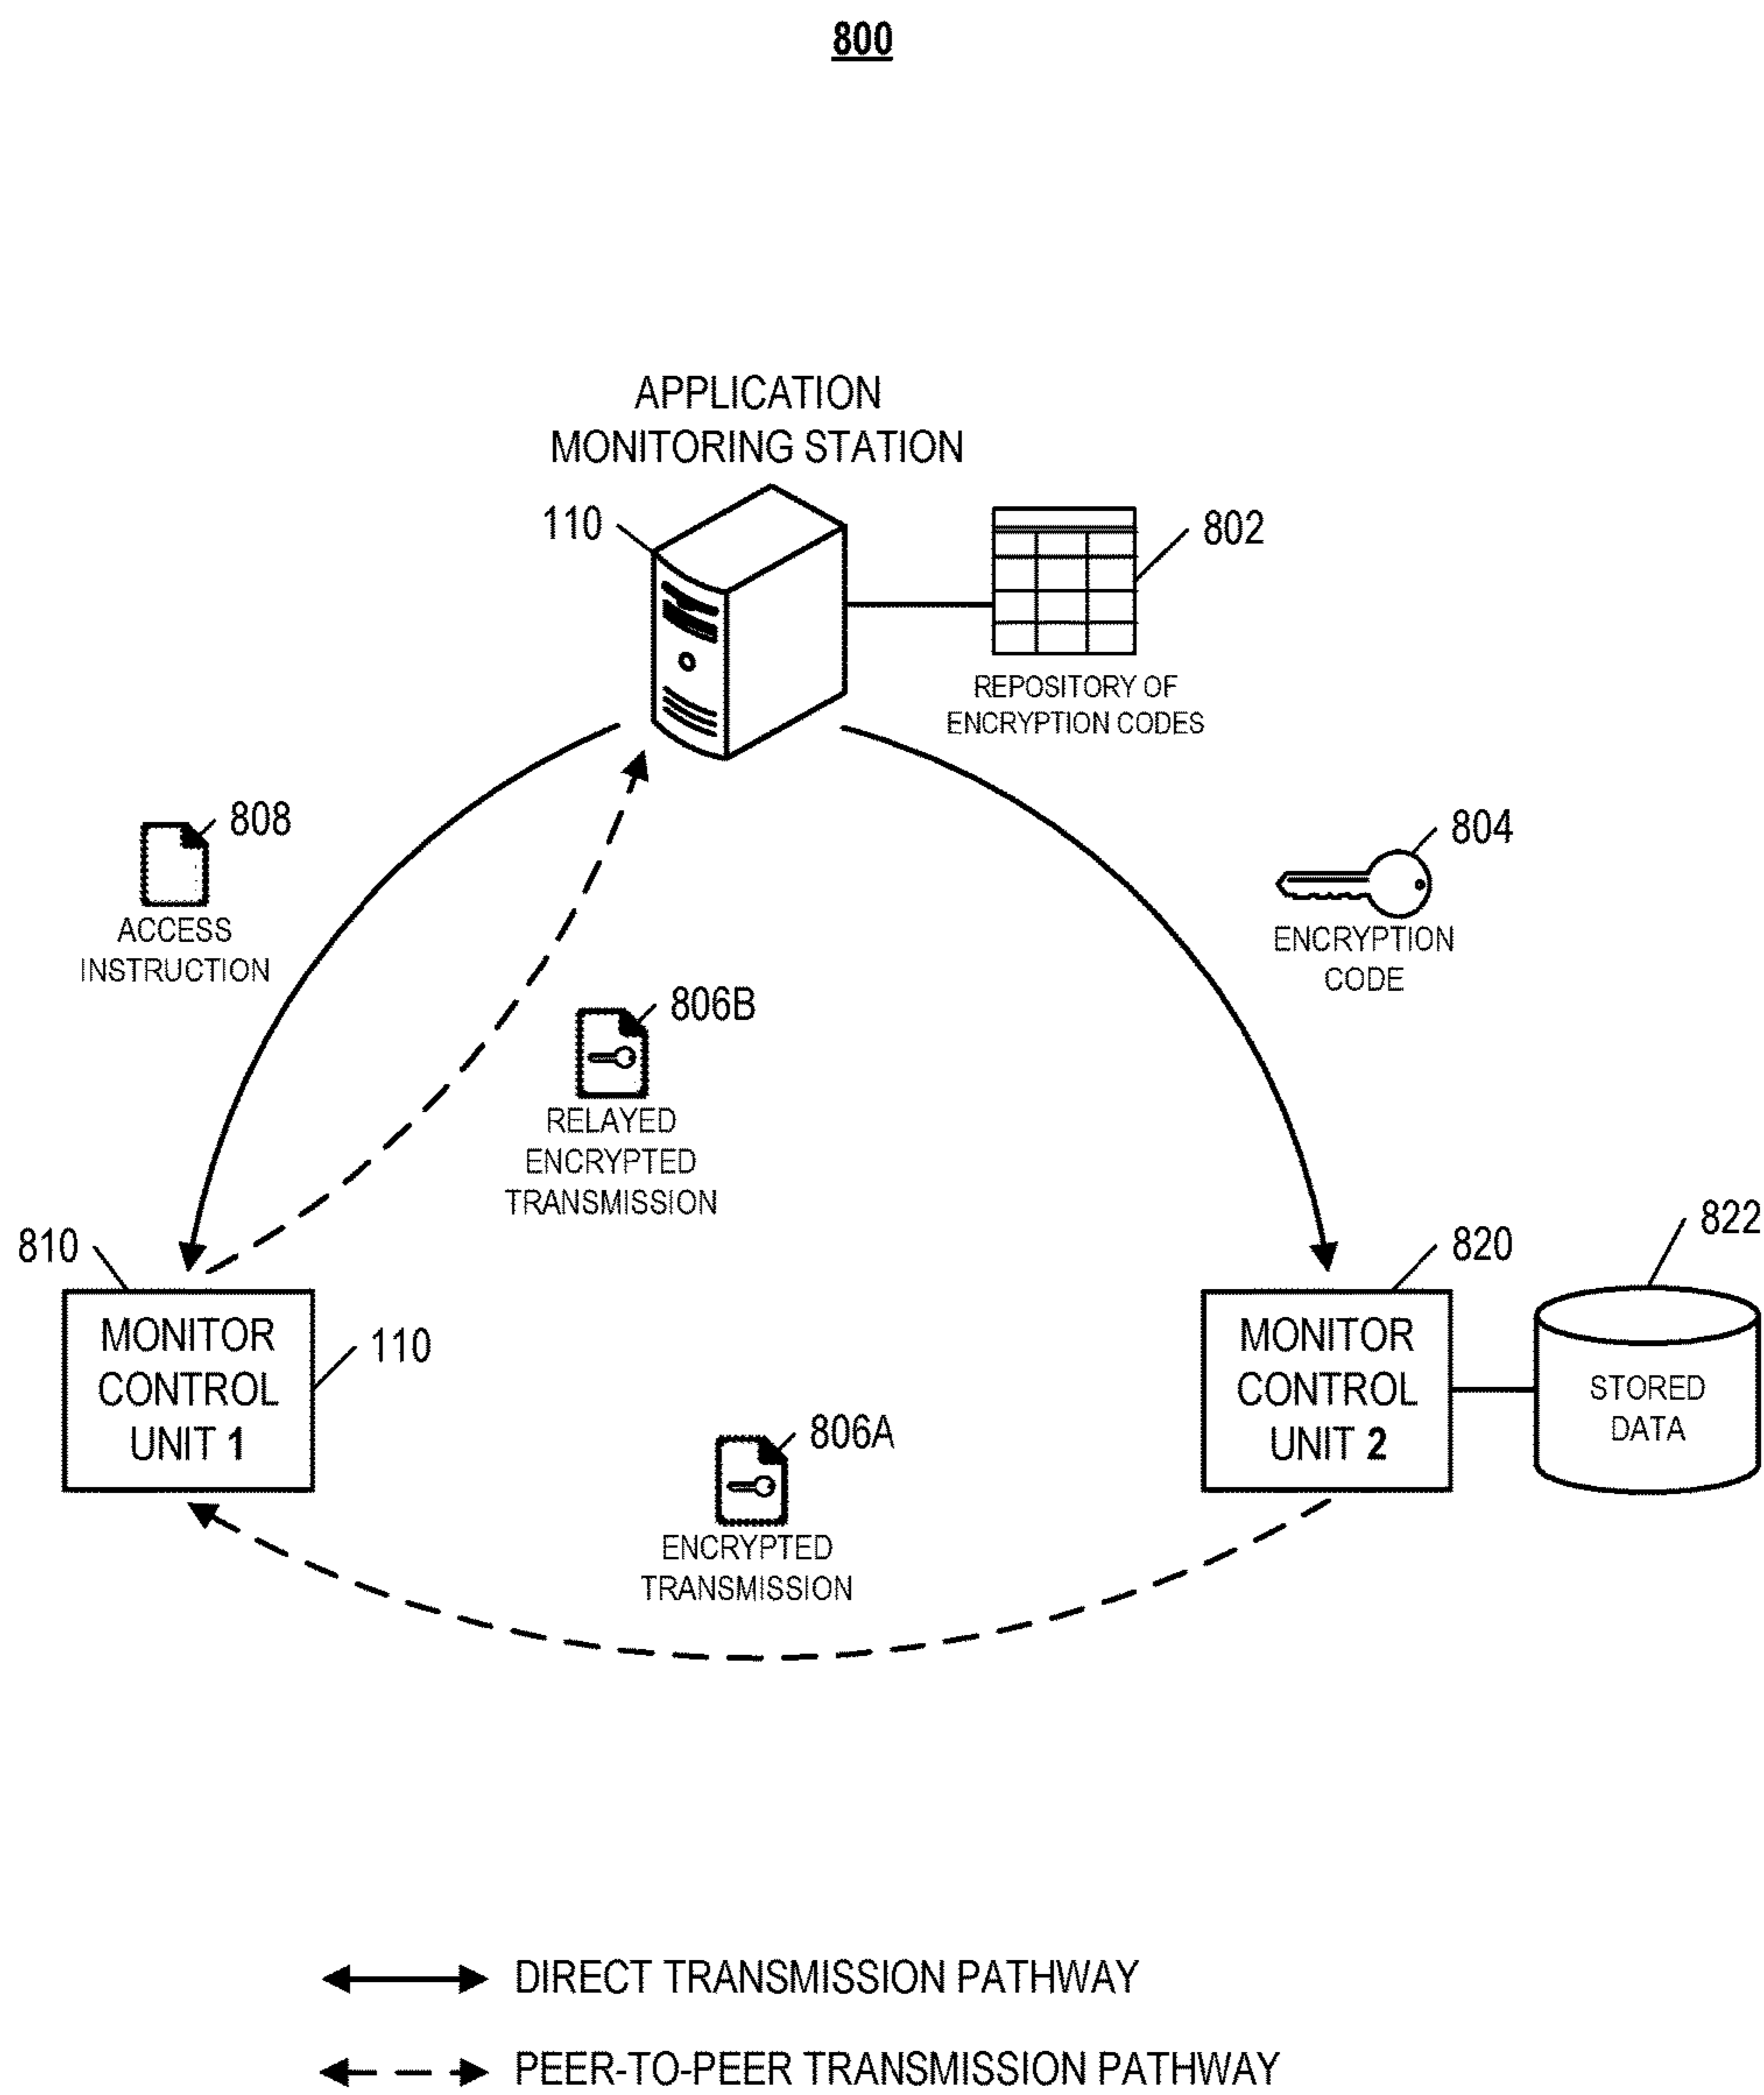 800
APPLICATION
MONITORING STATION
110
802
REPOSITORY OF
ENCRYPTION CODES
808
ACCESS
INSTRUCTION
804
ENCRYPTION
CODE
806B
RELAYED
ENCRYPTED
TRANSMISSION
810
MONITOR
CONTROL
UNIT 1
110
820
MONITOR
CONTROL
UNIT 2
822
STORED
DATA
806A
ENCRYPTED
TRANSMISSION
DIRECT TRANSMISSION PATHWAY
PEER-TO-PEER TRANSMISSION PATHWAY